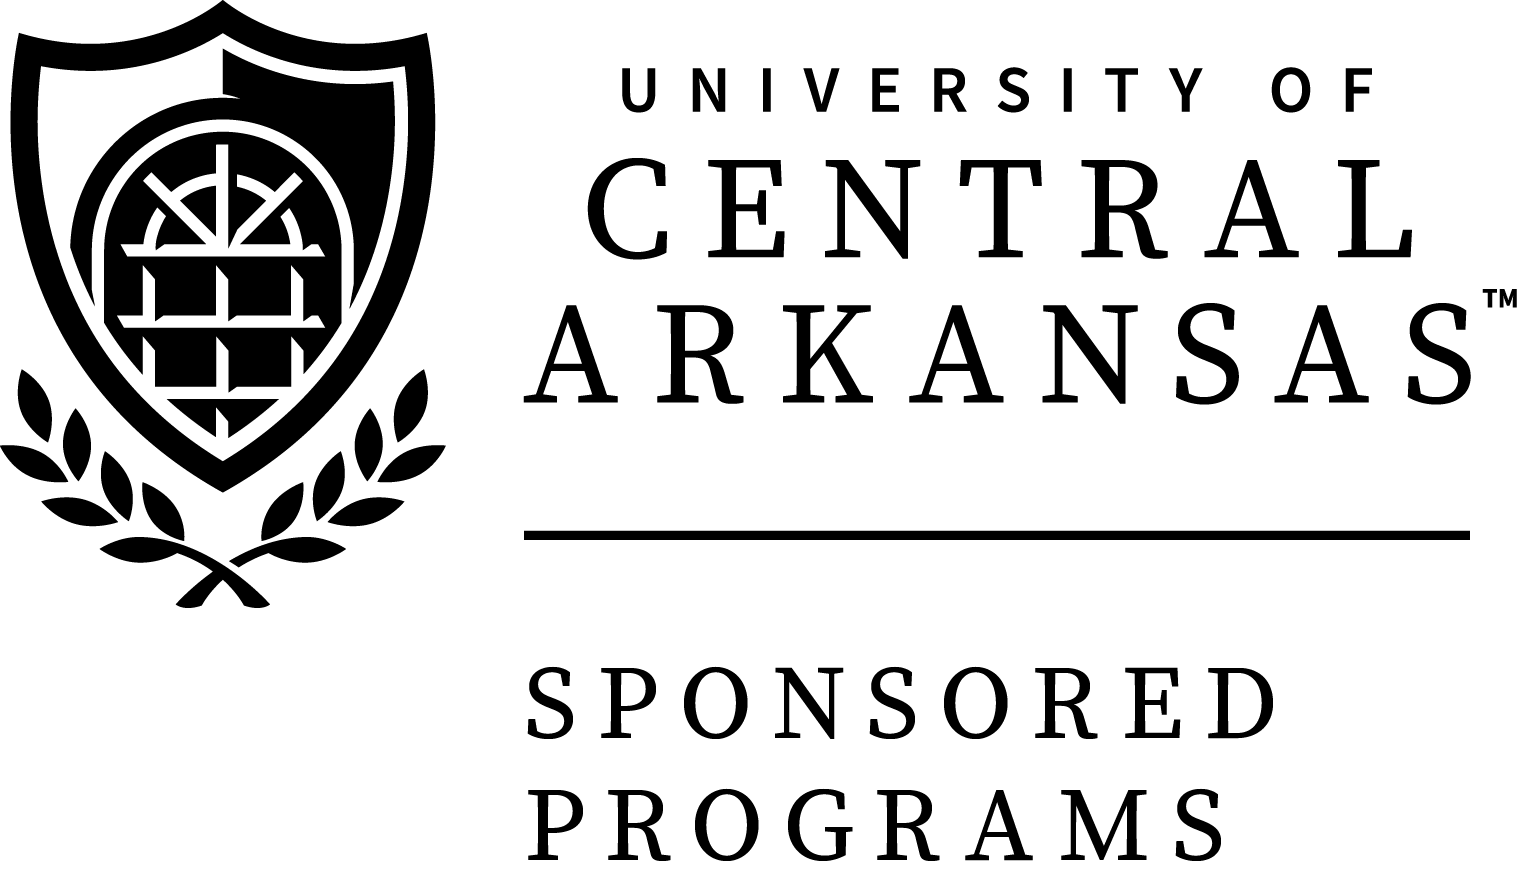 UNIVERSITY OF
CENTRAL
ARKANSAS™
SPONSORED
PROGRAMS